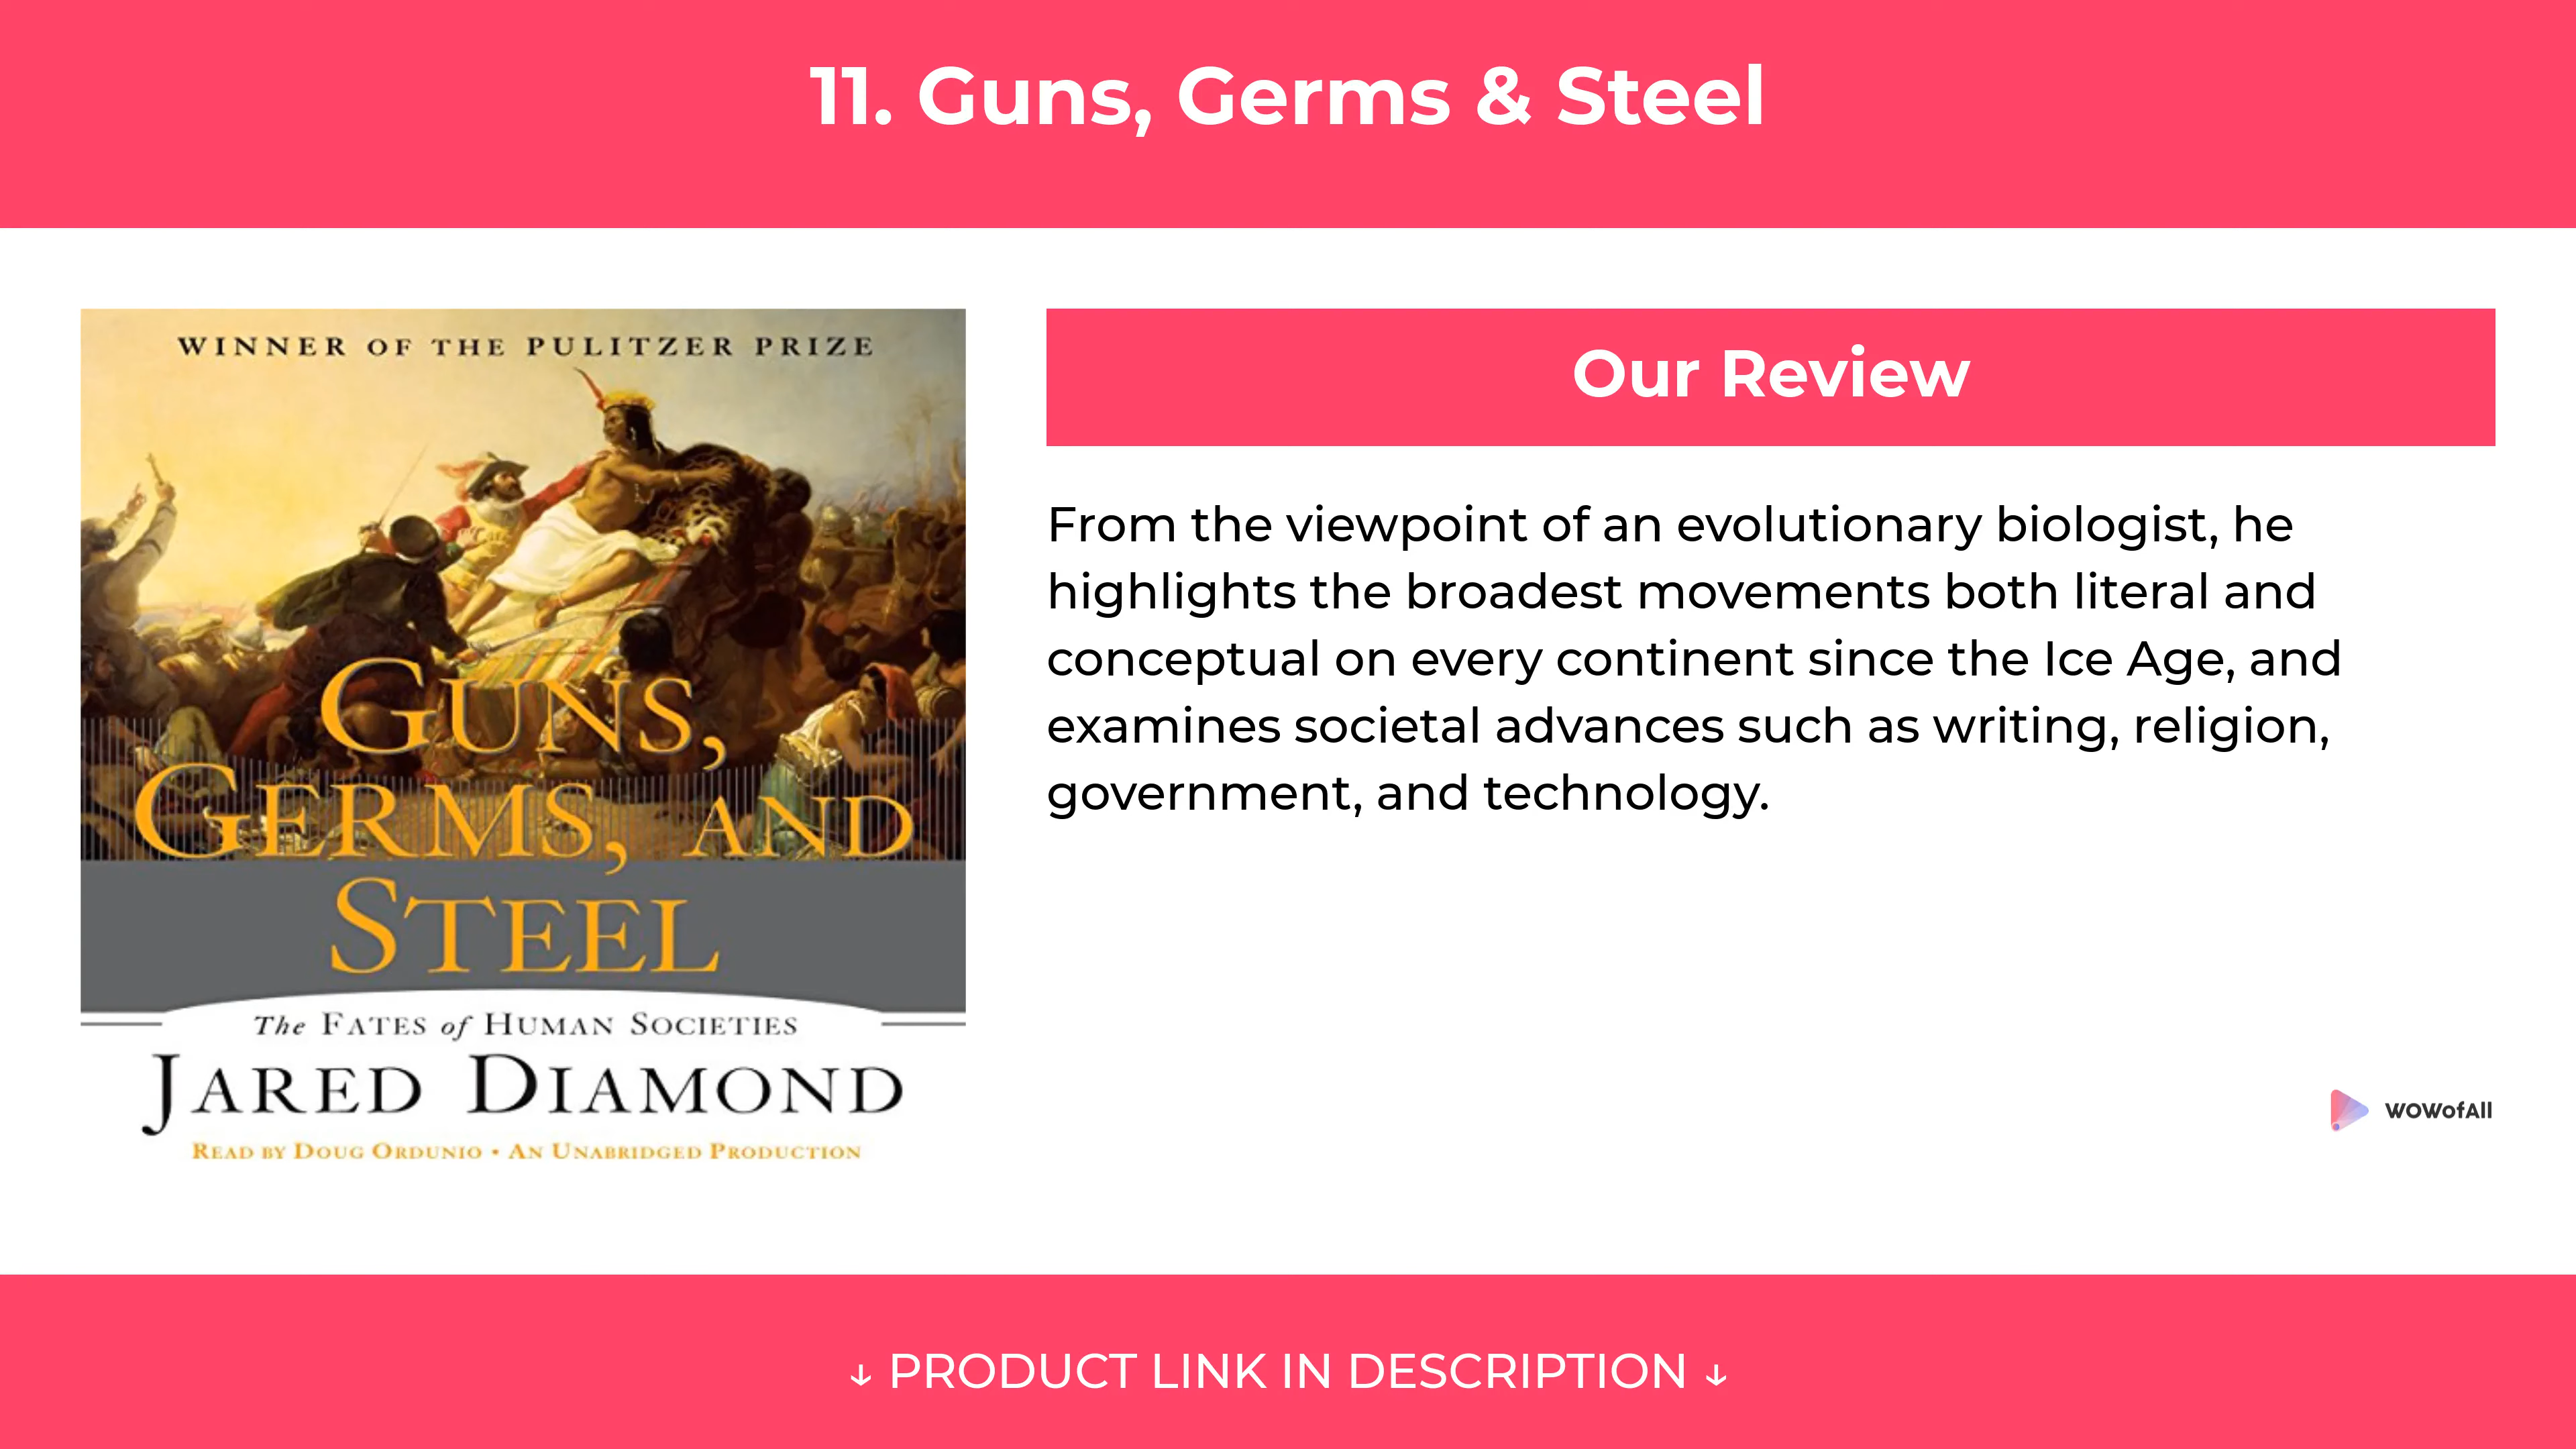 11. Guns, Germs & Steel
WINNER OF THE PULITZER PRIZE
GUNS,
GERMS, AND
STEEL
The FATES of HUMAN SOCIETIES
JARED DIAMOND
READ BY DOUG ORDUNIO • AN UNABRIDGED PRODUCTION
Our Review
From the viewpoint of an evolutionary biologist, he
highlights the broadest movements both literal and
conceptual on every continent since the Ice Age, and
examines societal advances such as writing, religion,
government, and technology.
wowofAll
↓ PRODUCT LINK IN DESCRIPTION ↓